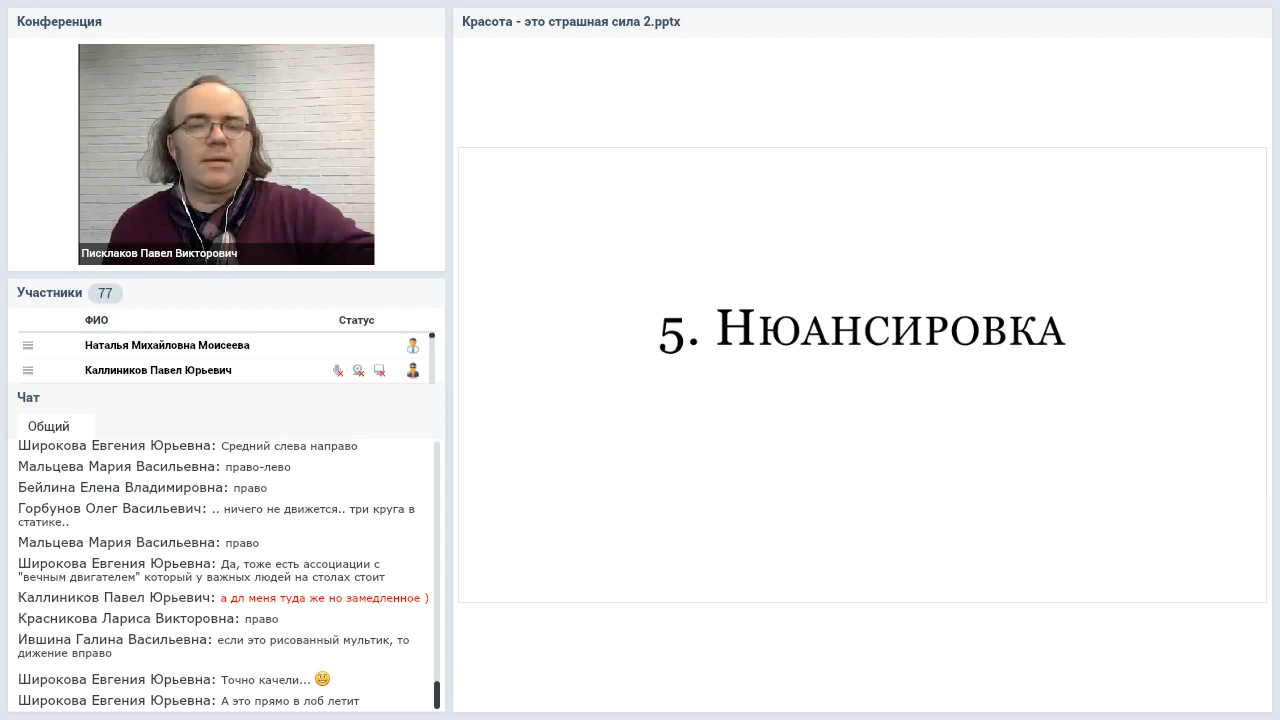 Конференция
Писклаков Павел Викторович
Участники 77
ФИО Статус
Наталья Михайловна Моисеева
Каллиников Павел Юрьевич
Чат
Общий
Широкова Евгения Юрьевна: Средний слева направо
Мальцева Мария Васильевна: право-лево
Бейлина Елена Владимировна: право
Горбунов Олег Васильевич: .. ничего не движется.. три круга в
статике..
Мальцева Мария Васильевна: право
Широкова Евгения Юрьевна: Да, тоже есть ассоциации с
"вечным двигателем" который у важных людей на столах стоит
Каллиников Павел Юрьевич: а дл меня туда же но замедленное )
Красникова Лариса Викторовна: право
Ившина Галина Васильевна: если это рисованный мультик, то
дижение вправо
Широкова Евгения Юрьевна: Точно качели...
Широкова Евгения Юрьевна: А это прямо в лоб летит
Красота - это страшная сила 2.pptx
5. Нюансировка